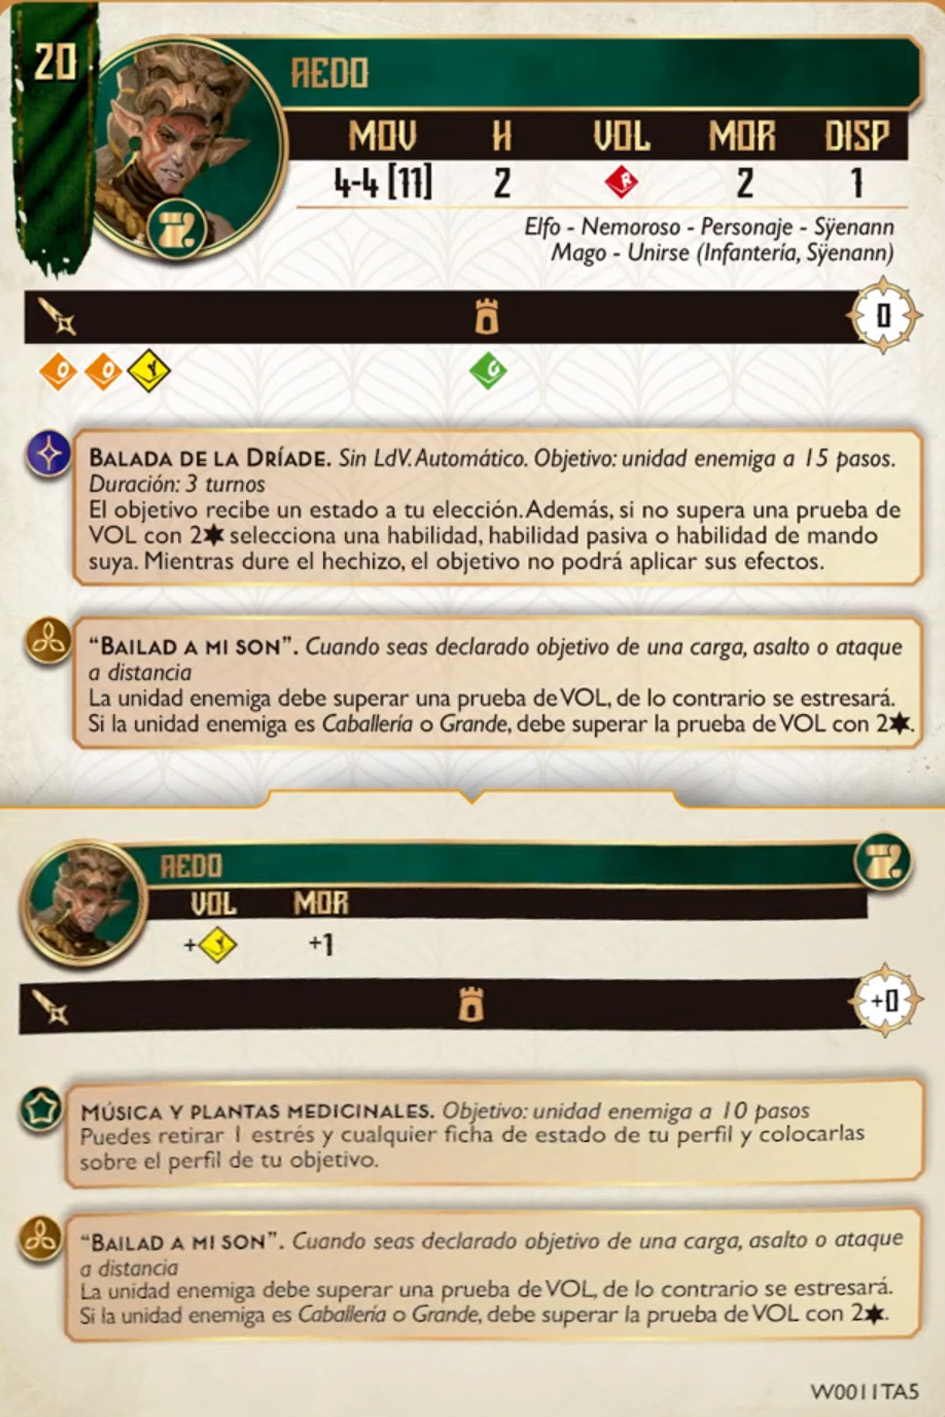 20
AEDO
MOV H VOL MOR DISP
4-4 [11] 2 R 2 1
Elfo - Nemoroso - Personaje - Sÿenann
Mago - Unirse (Infantería, Sÿenann)
0
O O Y G
BALADA DE LA DRÍADE. Sin LdV. Automático. Objetivo: unidad enemiga a 15 pasos.
Duración: 3 turnos
El objetivo recibe un estado a tu elección. Además, si no supera una prueba de
VOL con 2✶ selecciona una habilidad, habilidad pasiva o habilidad de mando
suya. Mientras dure el hechizo, el objetivo no podrá aplicar sus efectos.
“BAILAD A MI SON”. Cuando seas declarado objetivo de una carga, asalto o ataque
a distancia
La unidad enemiga debe superar una prueba de VOL, de lo contrario se estresará.
Si la unidad enemiga es Caballería o Grande, debe superar la prueba de VOL con 2✶.
AEDO
VOL MOR
+Y +1
+0
MÚSICA Y PLANTAS MEDICINALES. Objetivo: unidad enemiga a 10 pasos
Puedes retirar 1 estrés y cualquier ficha de estado de tu perfil y colocarlas
sobre el perfil de tu objetivo.
“BAILAD A MI SON”. Cuando seas declarado objetivo de una carga, asalto o ataque
a distancia
La unidad enemiga debe superar una prueba de VOL, de lo contrario se estresará.
Si la unidad enemiga es Caballería o Grande, debe superar la prueba de VOL con 2✶.
W0011TA5